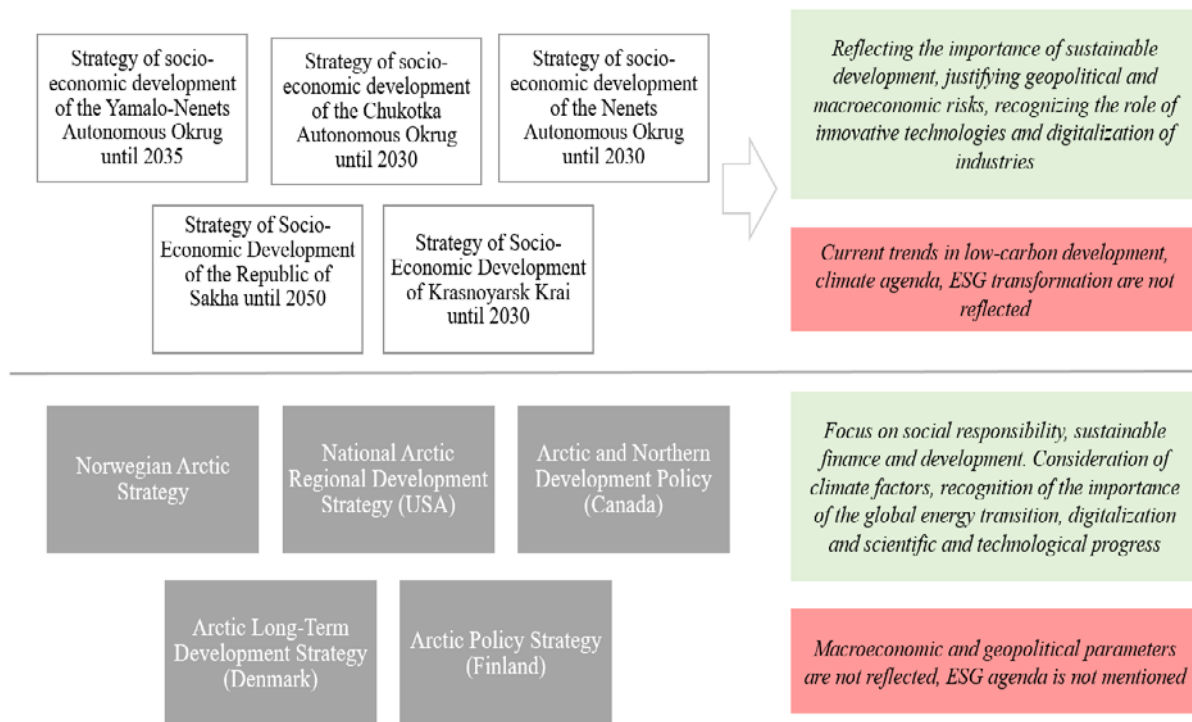 Strategy of socio-
economic development
of the Yamalo-Nenets
Autonomous Okrug
until 2035
Strategy of socio-
economic development
of the Chukotka
Autonomous Okrug
until 2030
Strategy of socio-
economic development
of the Nenets
Autonomous Okrug
until 2030
Strategy of Socio-
Economic Development
of the Republic of
Sakha until 2050
Strategy of Socio-
Economic Development
of Krasnoyarsk Krai
until 2030
Reflecting the importance of sustainable
development, justifying geopolitical and
macroeconomic risks, recognizing the role of
innovative technologies and digitalization of
industries
Current trends in low-carbon development,
climate agenda, ESG transformation are not
reflected
Norwegian Arctic
Strategy
National Arctic
Regional Development
Strategy (USA)
Arctic and Northern
Development Policy
(Canada)
Arctic Long-Term
Development Strategy
(Denmark)
Arctic Policy Strategy
(Finland)
Focus on social responsibility, sustainable
finance and development. Consideration of
climate factors, recognition of the importance
of the global energy transition, digitalization
and scientific and technological progress
Macroeconomic and geopolitical parameters
are not reflected, ESG agenda is not mentioned